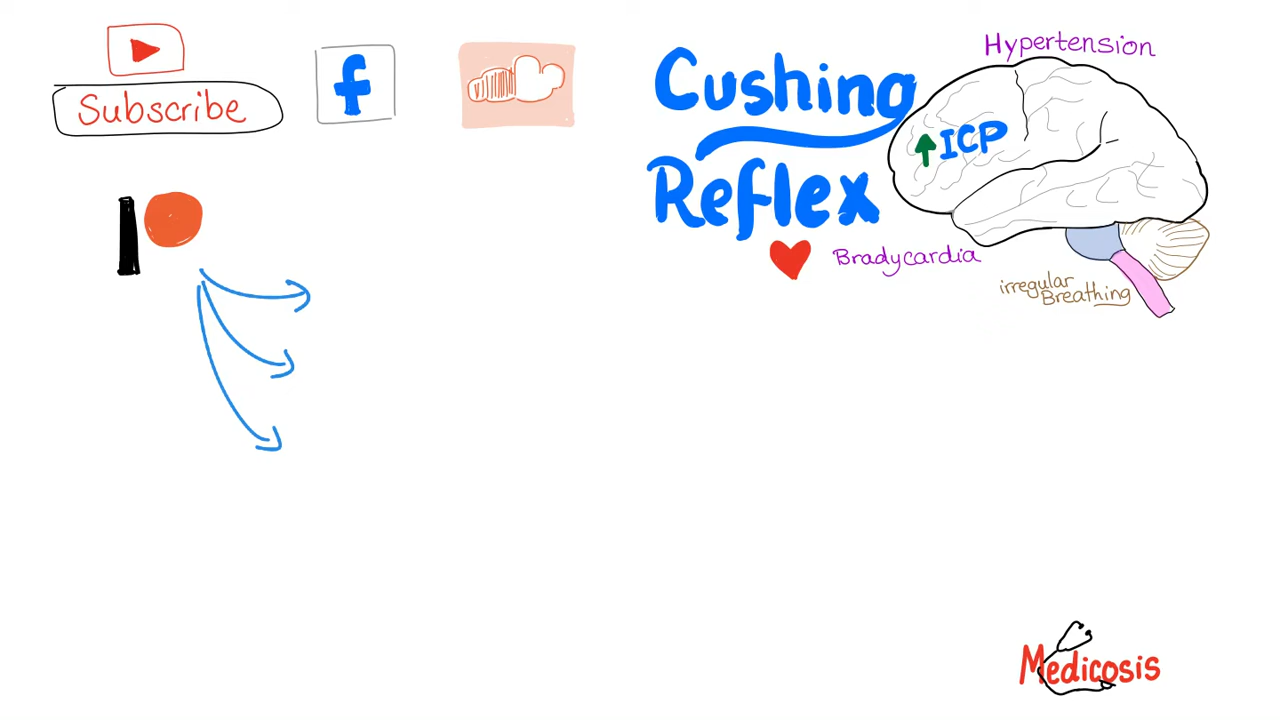 Subscribe
f
Cushing
Reflex
Hypertension
ICP
Bradycardia
irregular
Breathing
Medicosis